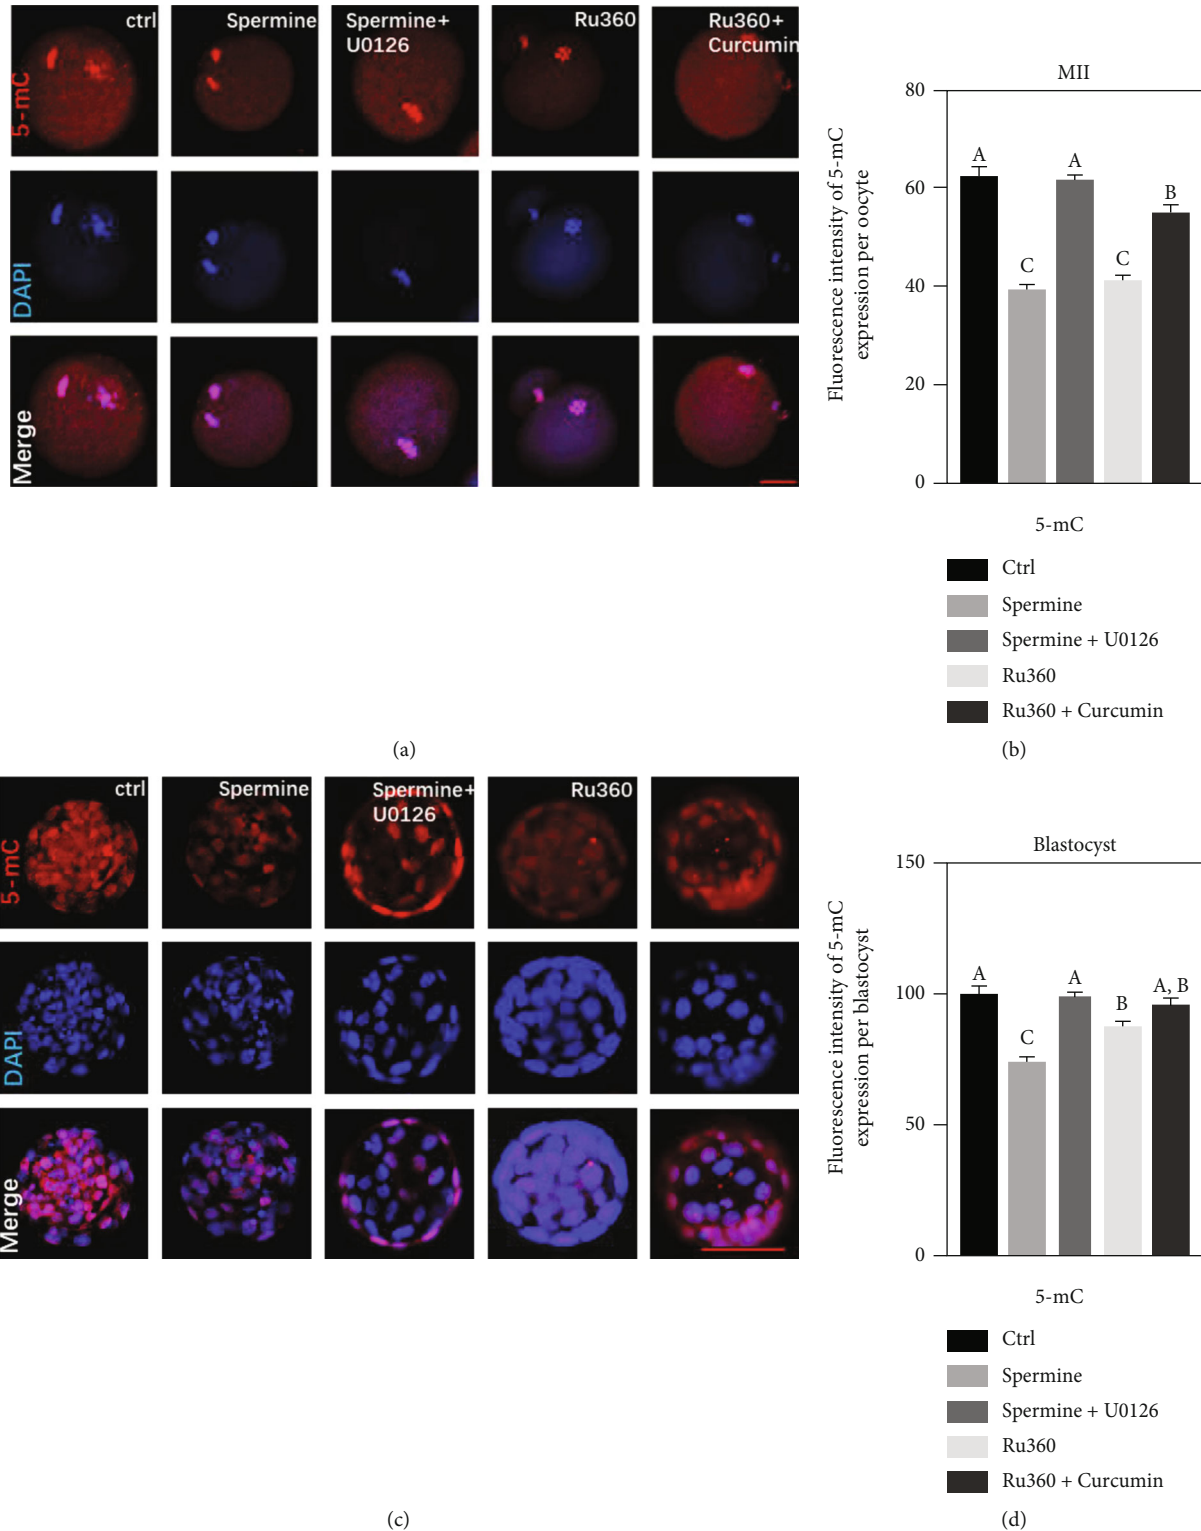 ctrl
Spermine
Spermine+
U0126
Ru360
Ru360+
Curcumin
5-mC
DAPI
Merge
(a)
MII
Fluorescence intensity of 5-mC
expression per oocyte
80
60
40
20
0
A
C
A
C
B
5-mC
Ctrl
Spermine
Spermine + U0126
Ru360
Ru360 + Curcumin
(b)
ctrl
Spermine
Spermine+
U0126
Ru360
5-mC
DAPI
Merge
(c)
Blastocyst
Fluorescence intensity of 5-mC
expression per blastocyst
150
100
50
0
A
C
A
B
A, B
5-mC
Ctrl
Spermine
Spermine + U0126
Ru360
Ru360 + Curcumin
(d)